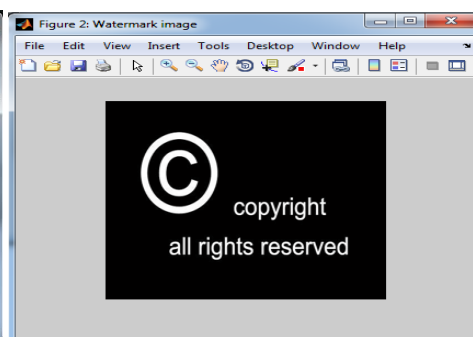 Figure 2: Watermark image
File Edit View Insert Tools Desktop Window Help
©
copyright
all rights reserved